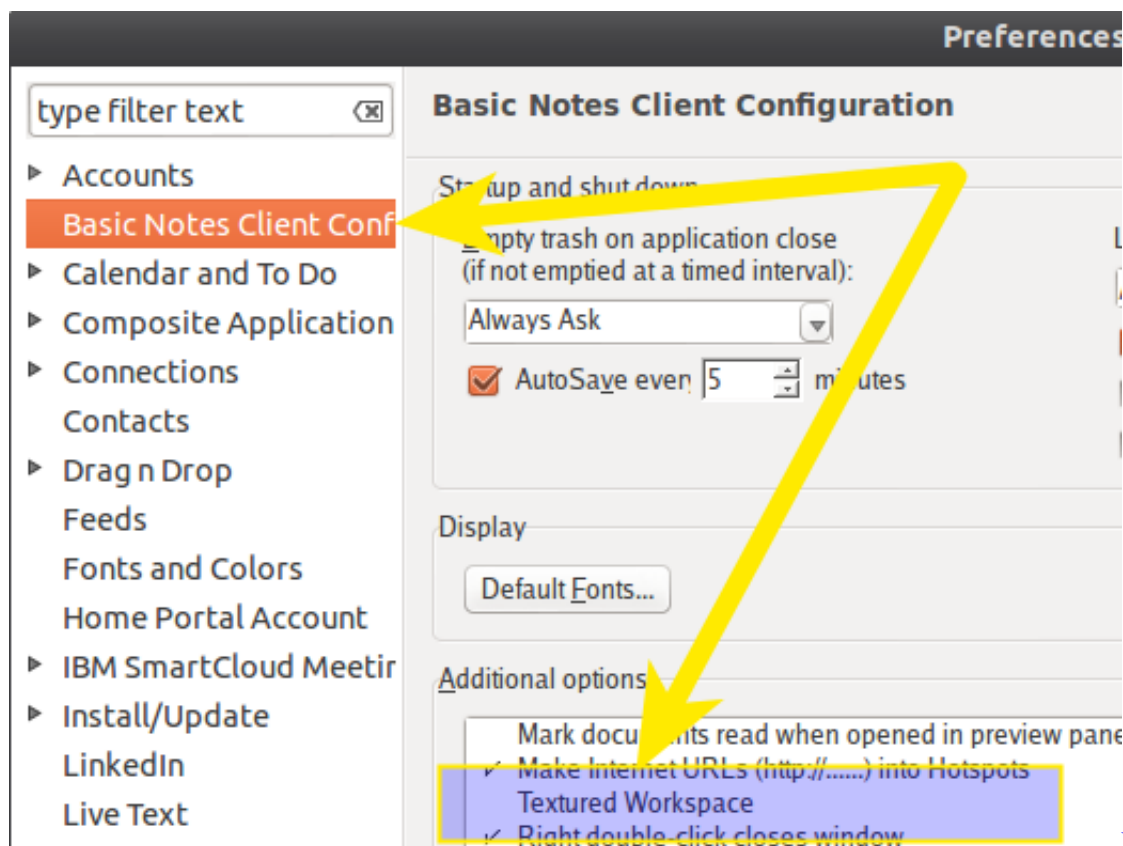 Preferences
type filter text
Accounts
Basic Notes Client Conf
Calendar and To Do
Composite Application
Connections
Contacts
Drag n Drop
Feeds
Fonts and Colors
Home Portal Account
IBM SmartCloud Meetin
Install/Update
LinkedIn
Live Text
Basic Notes Client Configuration
Startup and shut down
Empty trash on application close
(if not emptied at a timed interval):
Always Ask
AutoSave every 5 minutes
Display
Default Fonts...
Additional options
Mark documents read when opened in preview pane
✓ Make Internet URLs (http://......) into Hotspots
Textured Workspace
✓ Right double-click closes window